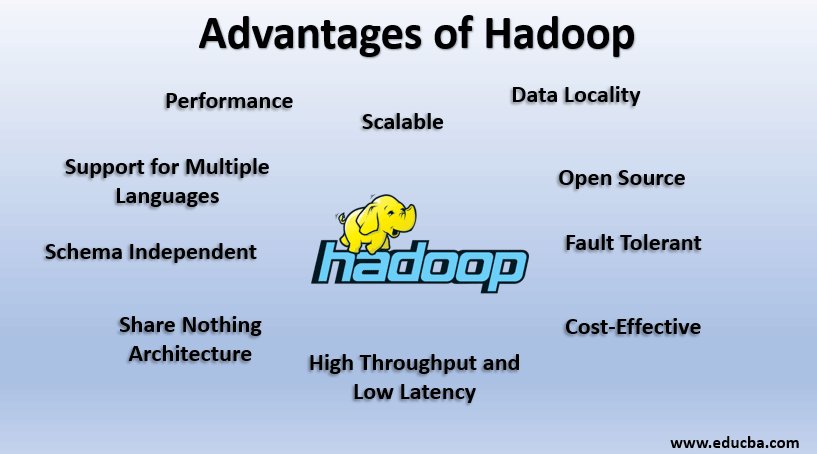 Advantages of Hadoop
Performance
Scalable
Data Locality
Support for Multiple
Languages
Open Source
hadoop
Schema Independent
Fault Tolerant
Share Nothing
Architecture
Cost-Effective
High Throughput and
Low Latency
www.educba.com